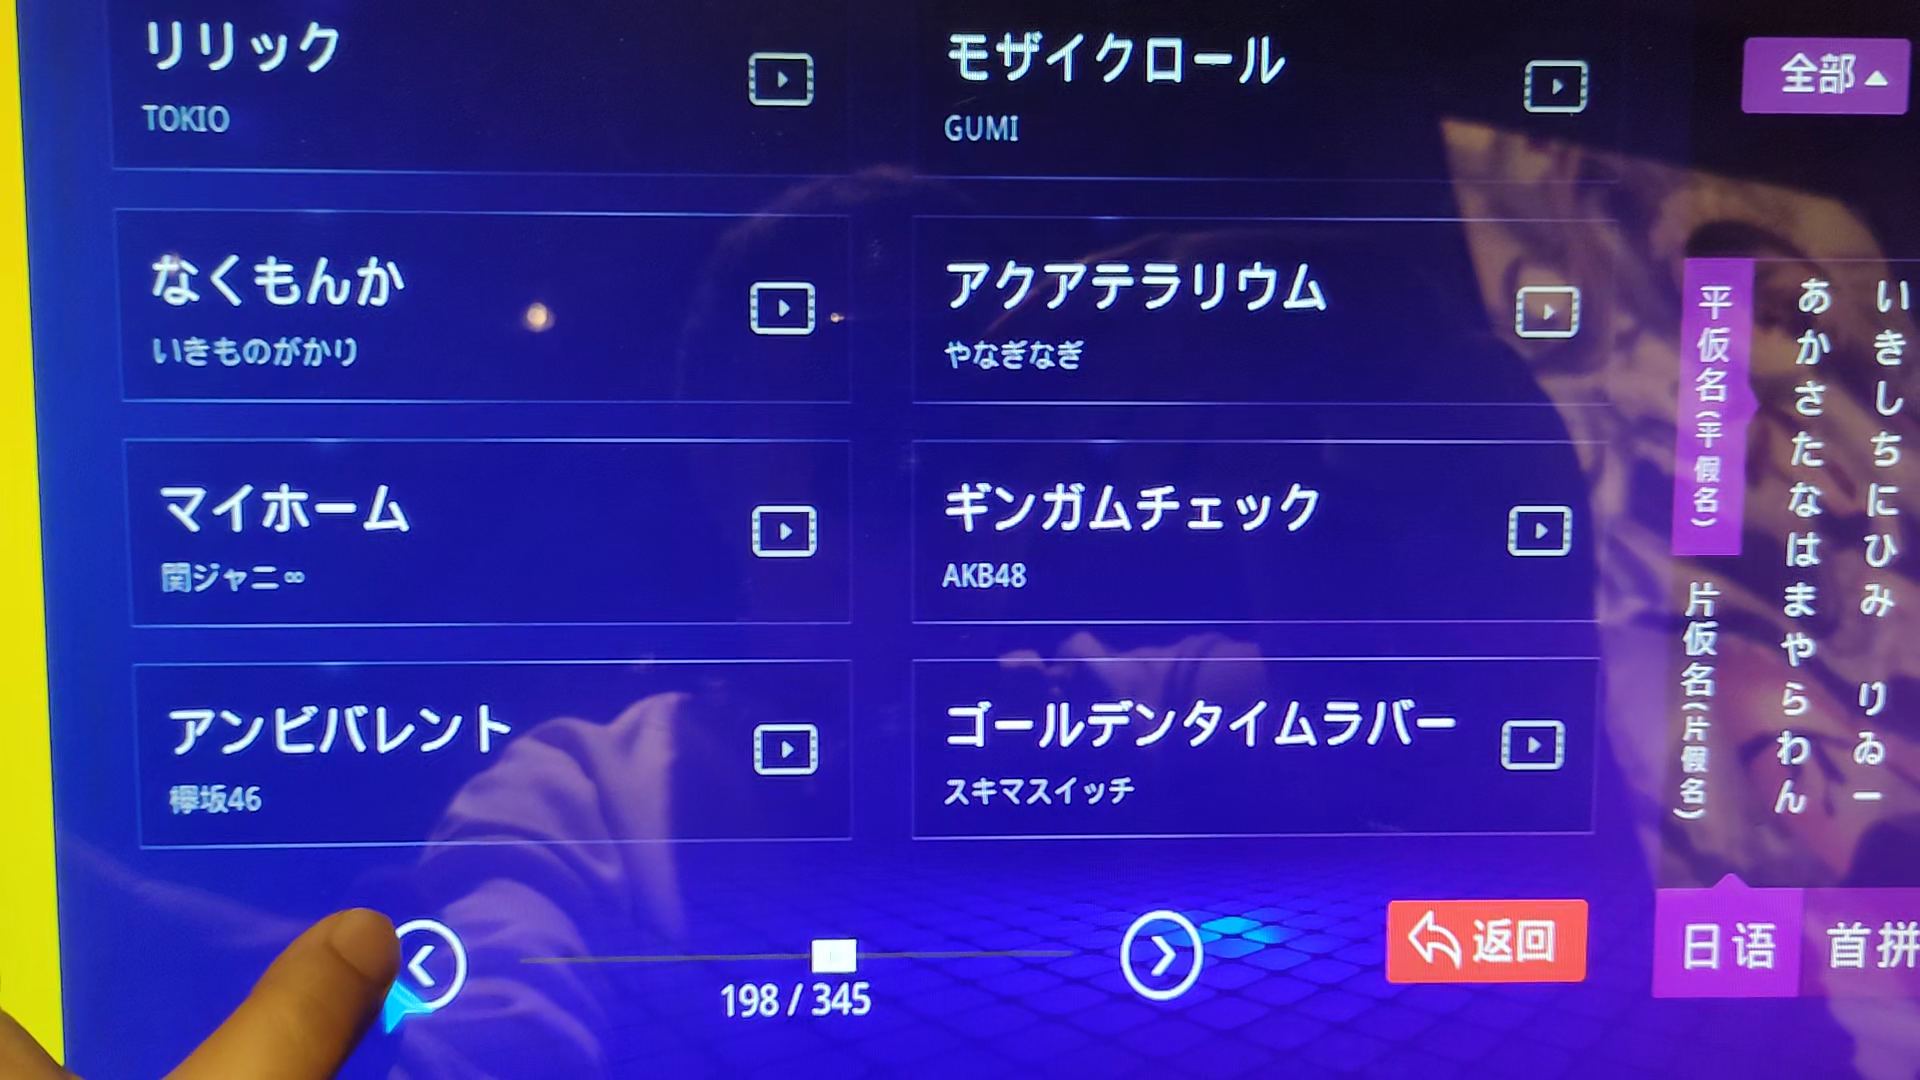 リリック
TOKIO
モザイクロール
GUMI
全部
なくもんか
いきものがかり
アクアテラリウム
やなぎなぎ
マイホーム
関ジャニ∞
ギンガムチェック
AKB48
アンビバレント
欅坂46
ゴールデンタイムラバー
スキマスイッチ
平仮名(平假名)
片仮名(片假名)
あかさたなはまやらわん
いきしちにひみ りゐー
198 / 345
返回
日语
首拼